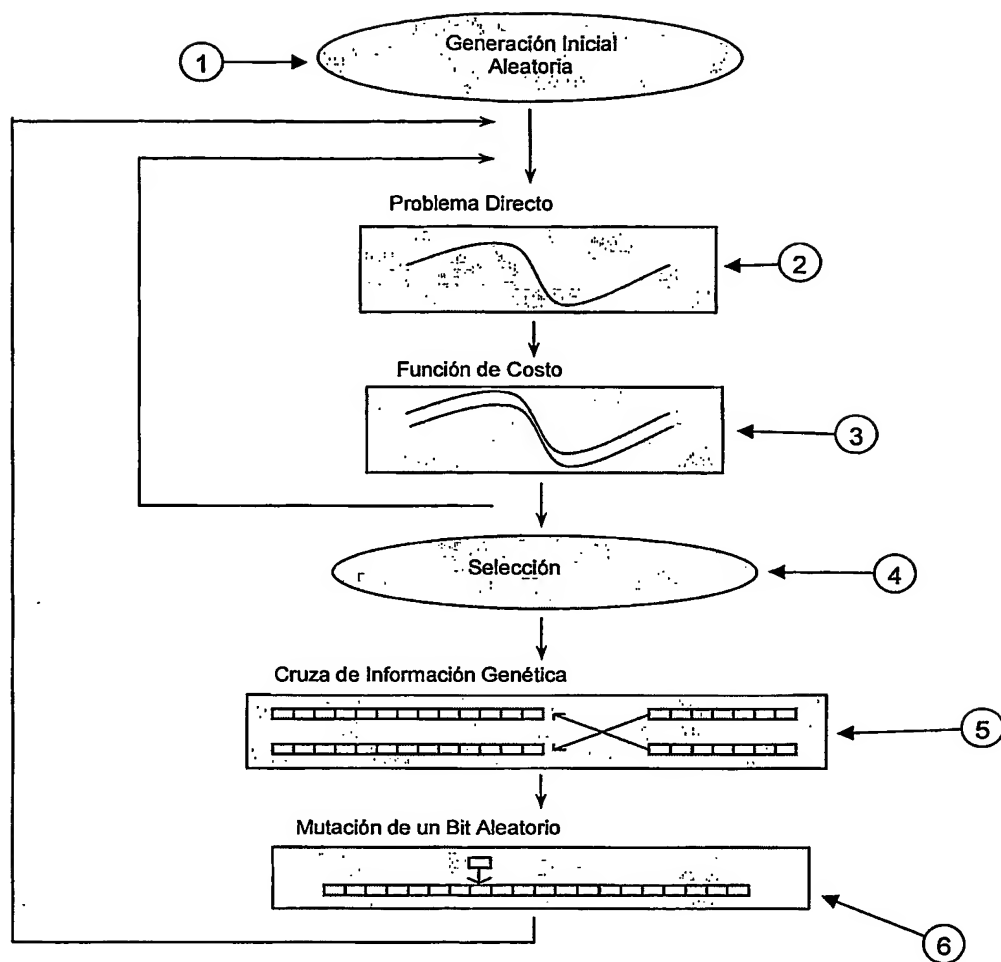 Generación Inicial
Aleatoria
1
Problema Directo
2
Función de Costo
3
Selección
4
Cruza de Información Genética
5
Mutación de un Bit Aleatorio
6